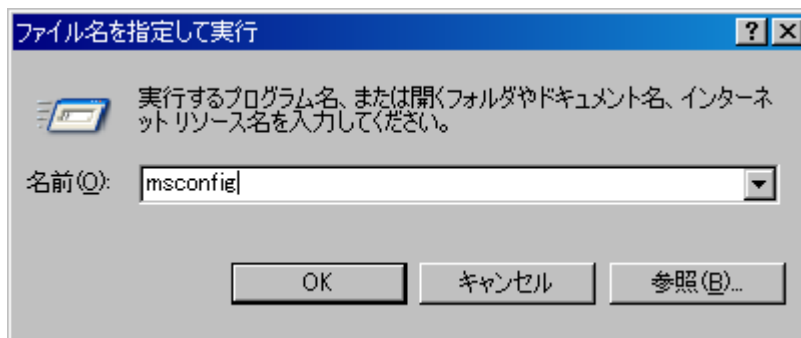 ファイル名を指定して実行
実行するプログラム名、または開くフォルダやドキュメント名、インターネ
ット リソース名を入力してください。
名前(O): msconfig
OK キャンセル 参照(B)...